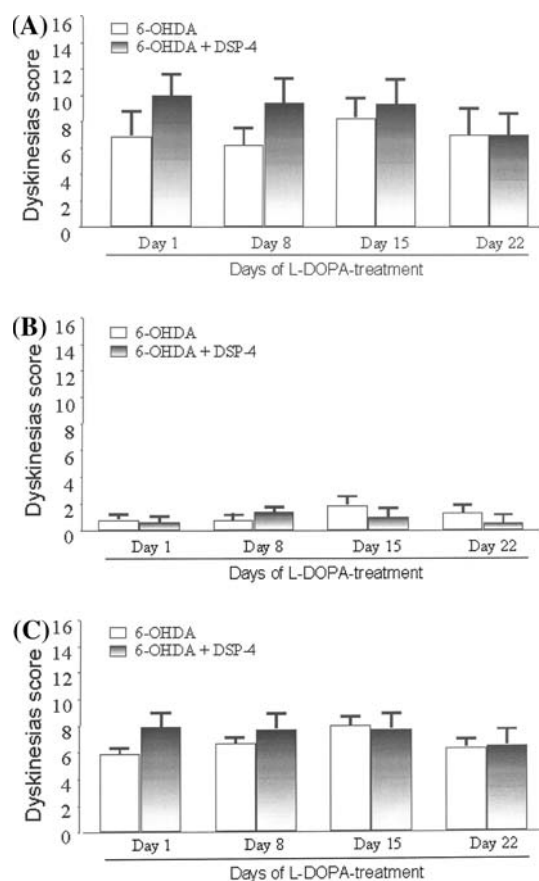 (A)
6-OHDA
6-OHDA + DSP-4
Dyskinesias score
16
14
12
10
8
6
4
2
0
Day 1 Day 8 Day 15 Day 22
Days of L-DOPA-treatment
(B)
6-OHDA
6-OHDA + DSP-4
Dyskinesias score
16
14
12
10
8
4
2
0
Day 1 Day 8 Day 15 Day 22
Days of L-DOPA-treatment
(C)
6-OHDA
6-OHDA + DSP-4
Dyskinesias score
16
14
12
10
8
6
4
2
0
Day 1 Day 8 Day 15 Day 22
Days of L-DOPA-treatment